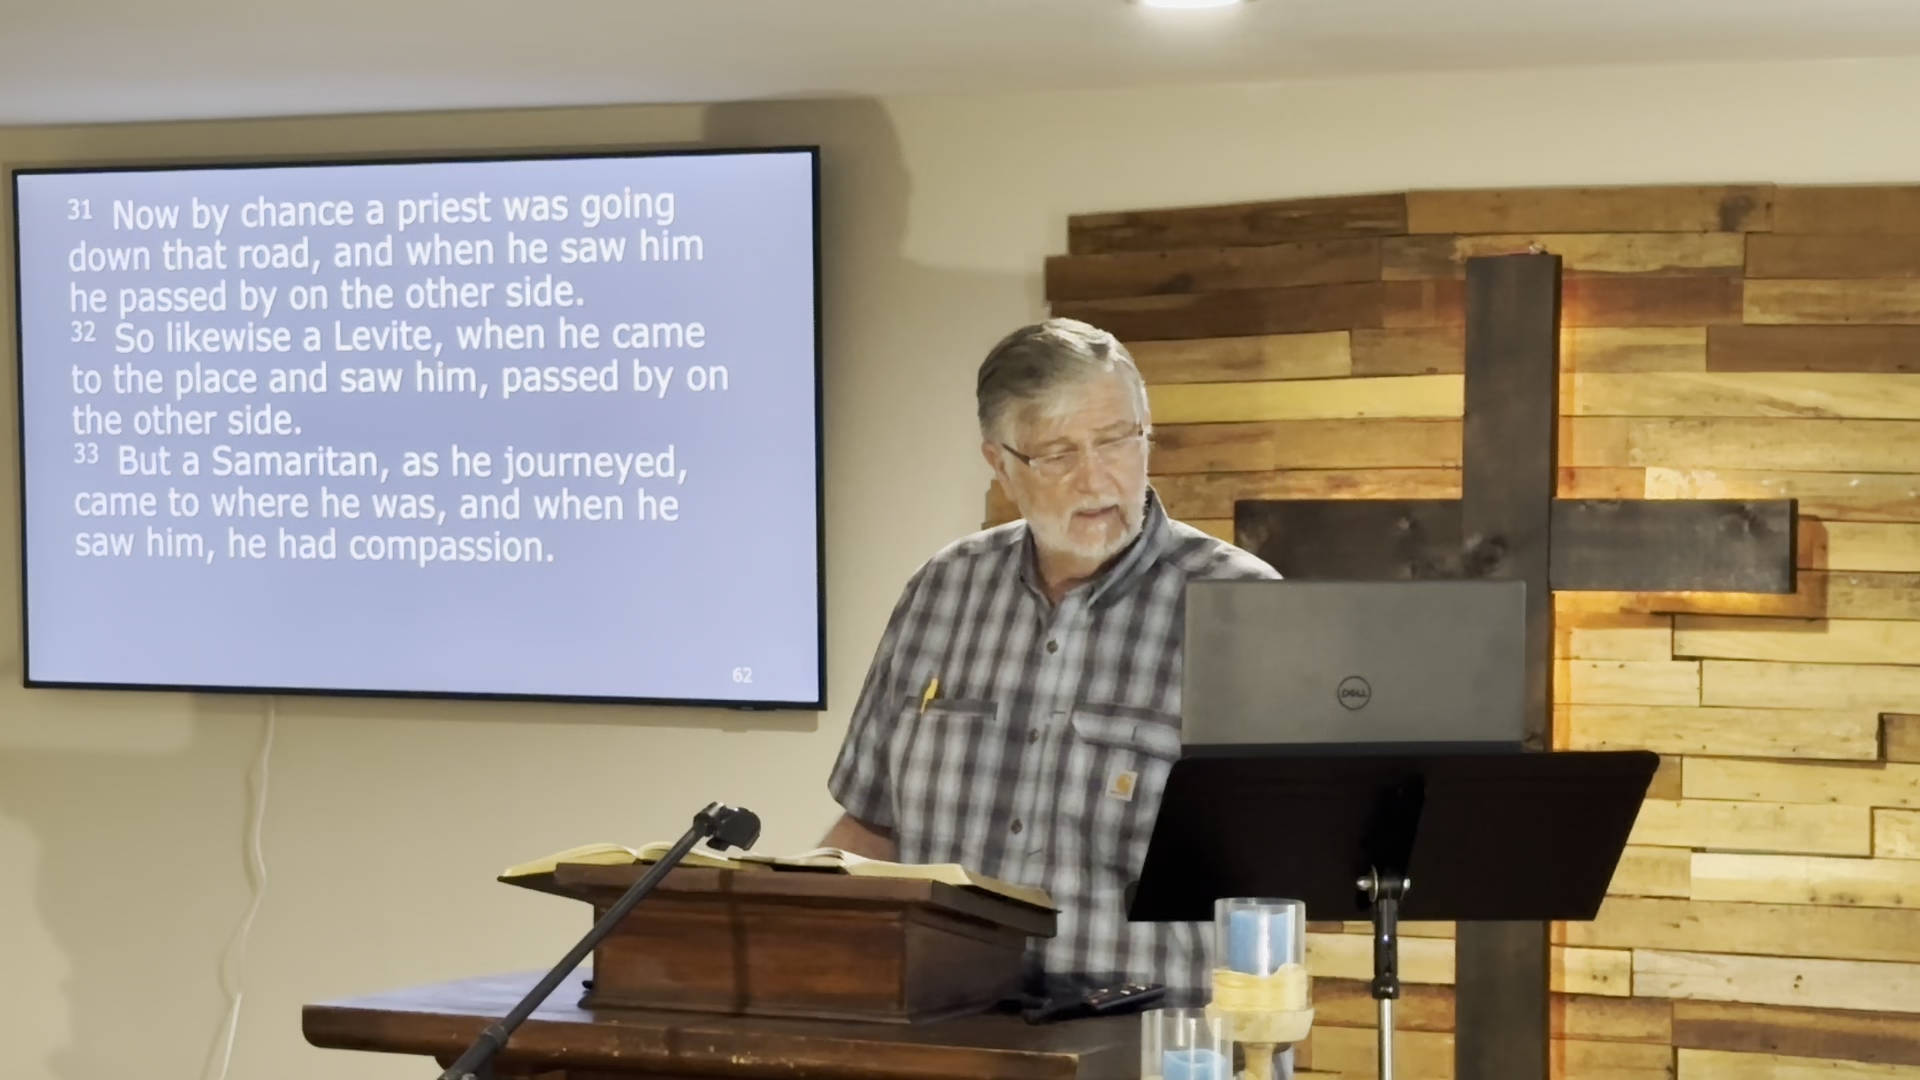 31 Now by chance a priest was going
down that road, and when he saw him
he passed by on the other side.
32 So likewise a Levite, when he came
to the place and saw him, passed by on
the other side.
33 But a Samaritan, as he journeyed,
came to where he was, and when he
saw him, he had compassion.
62
DELL